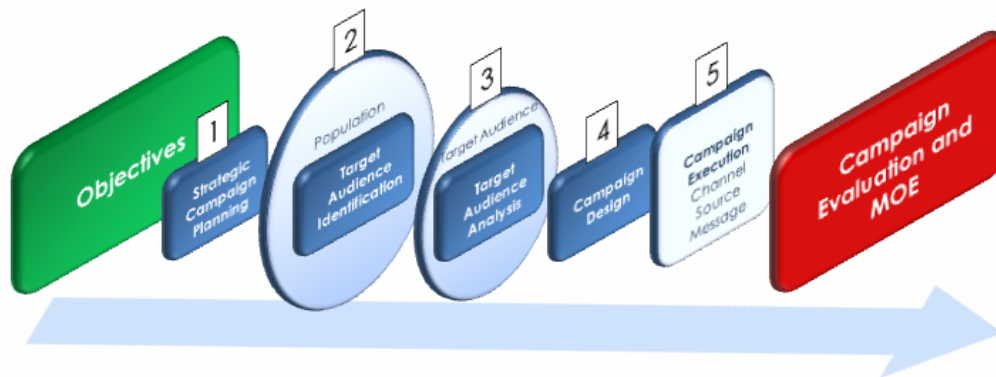 Objectives
1
Strategic
Campaign
Planning
2
Population
Target
Audience
Identification
3
Target Audience
Target
Audience
Analysis
4
Campaign
Design
5
Campaign
Execution
Channel
Source
Message
Campaign
Evaluation and
MOE